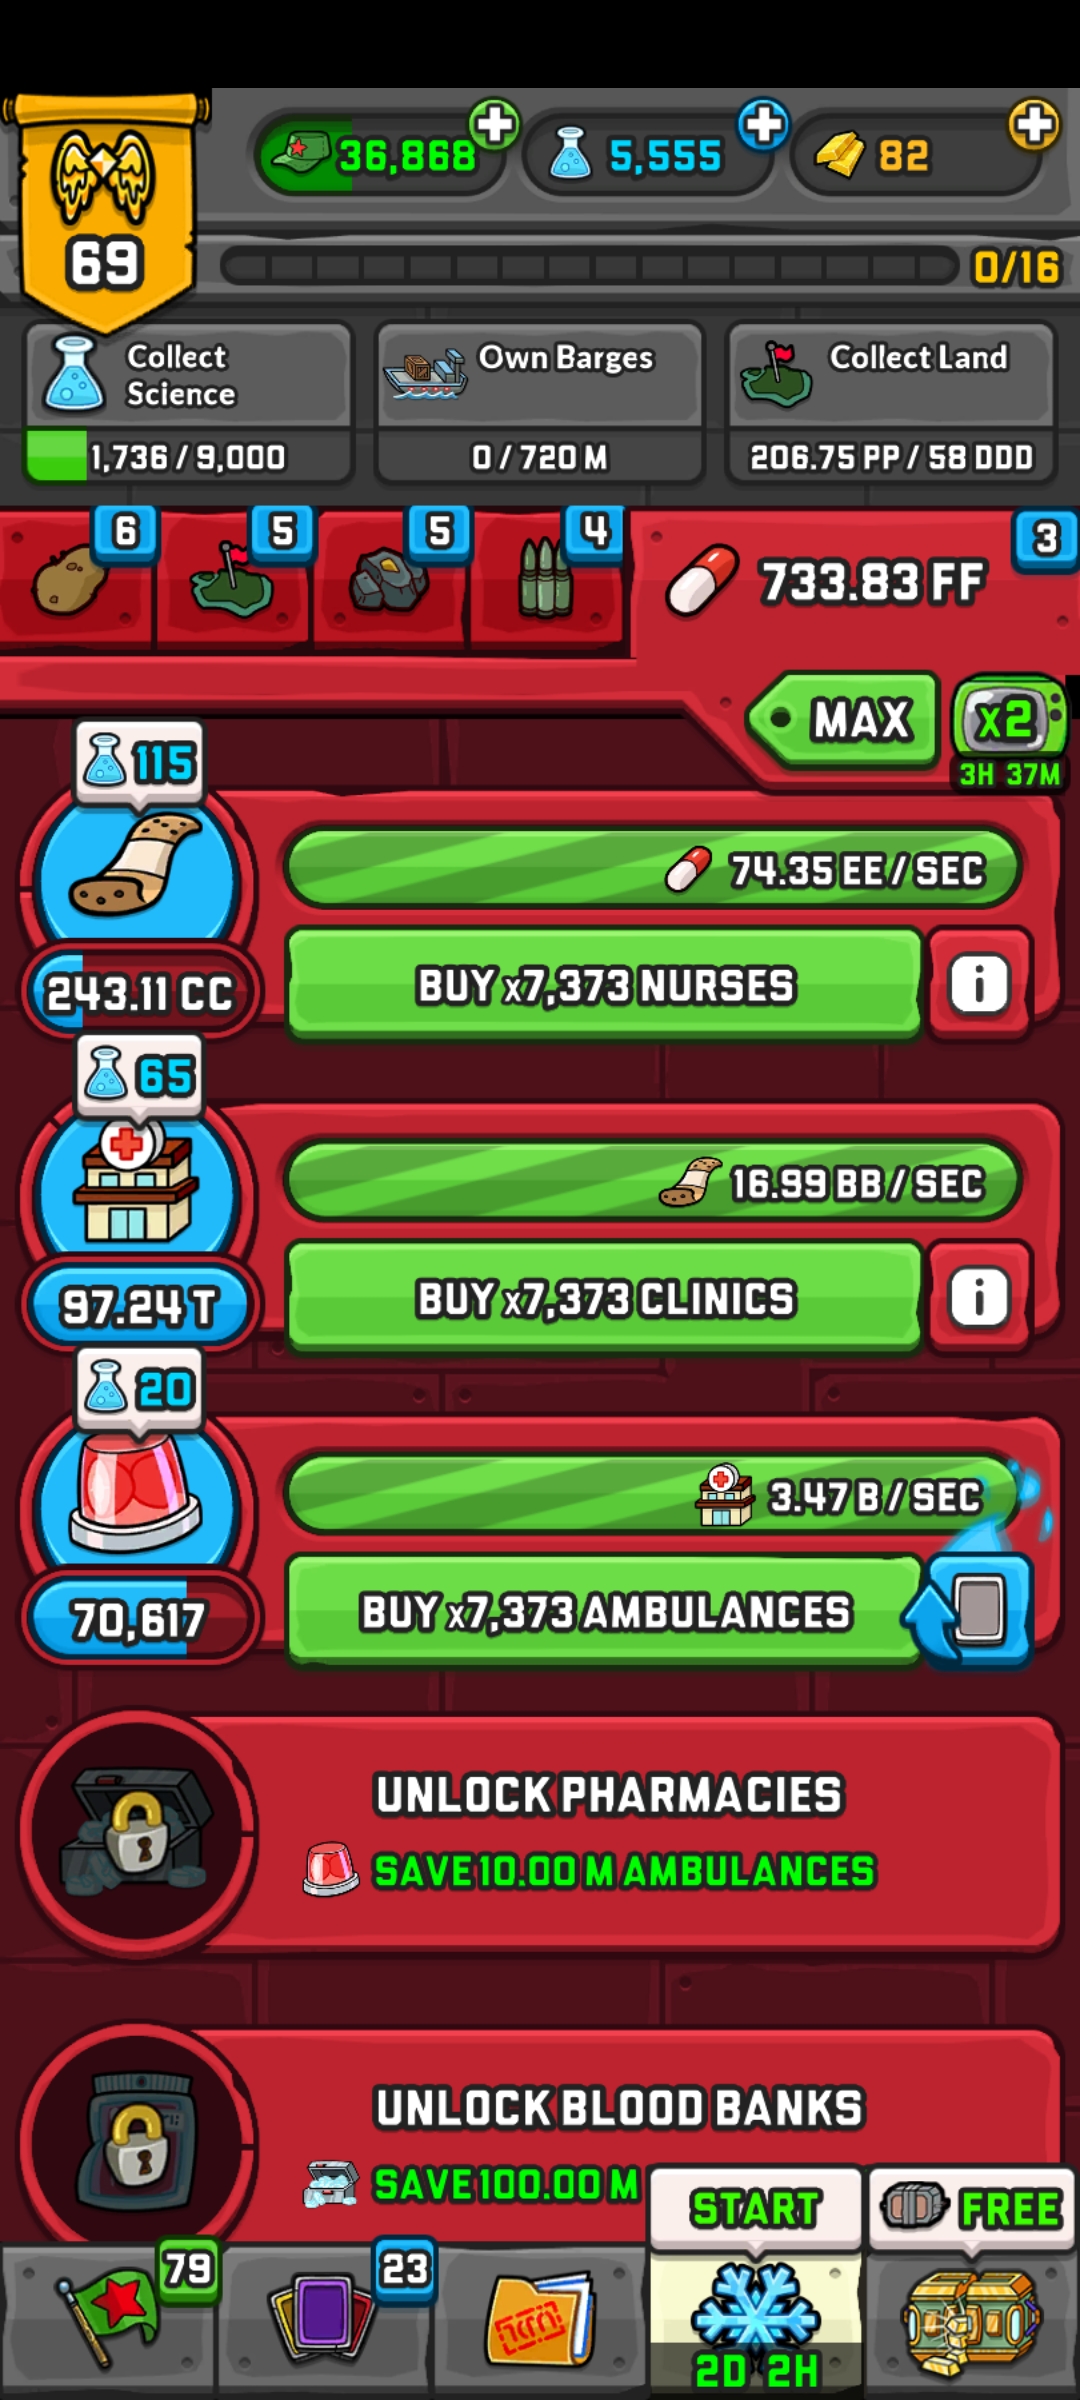 36,868
5,555
82
69
0/16
Collect
Science
1,736 / 9,000
Own Barges
0 / 720 M
Collect Land
206.75 PP / 58 DDD
6
5
5
4
3
733.83 FF
MAX
x2
3H 37M
115
74.35 EE / SEC
243.11 CC
BUY x7,373 NURSES
i
65
16.99 BB / SEC
97.24 T
BUY x7,373 CLINICS
i
20
3.47 B / SEC
70,617
BUY x7,373 AMBULANCES
UNLOCK PHARMACIES
SAVE 10.00 M AMBULANCES
UNLOCK BLOOD BANKS
SAVE 100.00 M
START
FREE
79
23
2D 2H